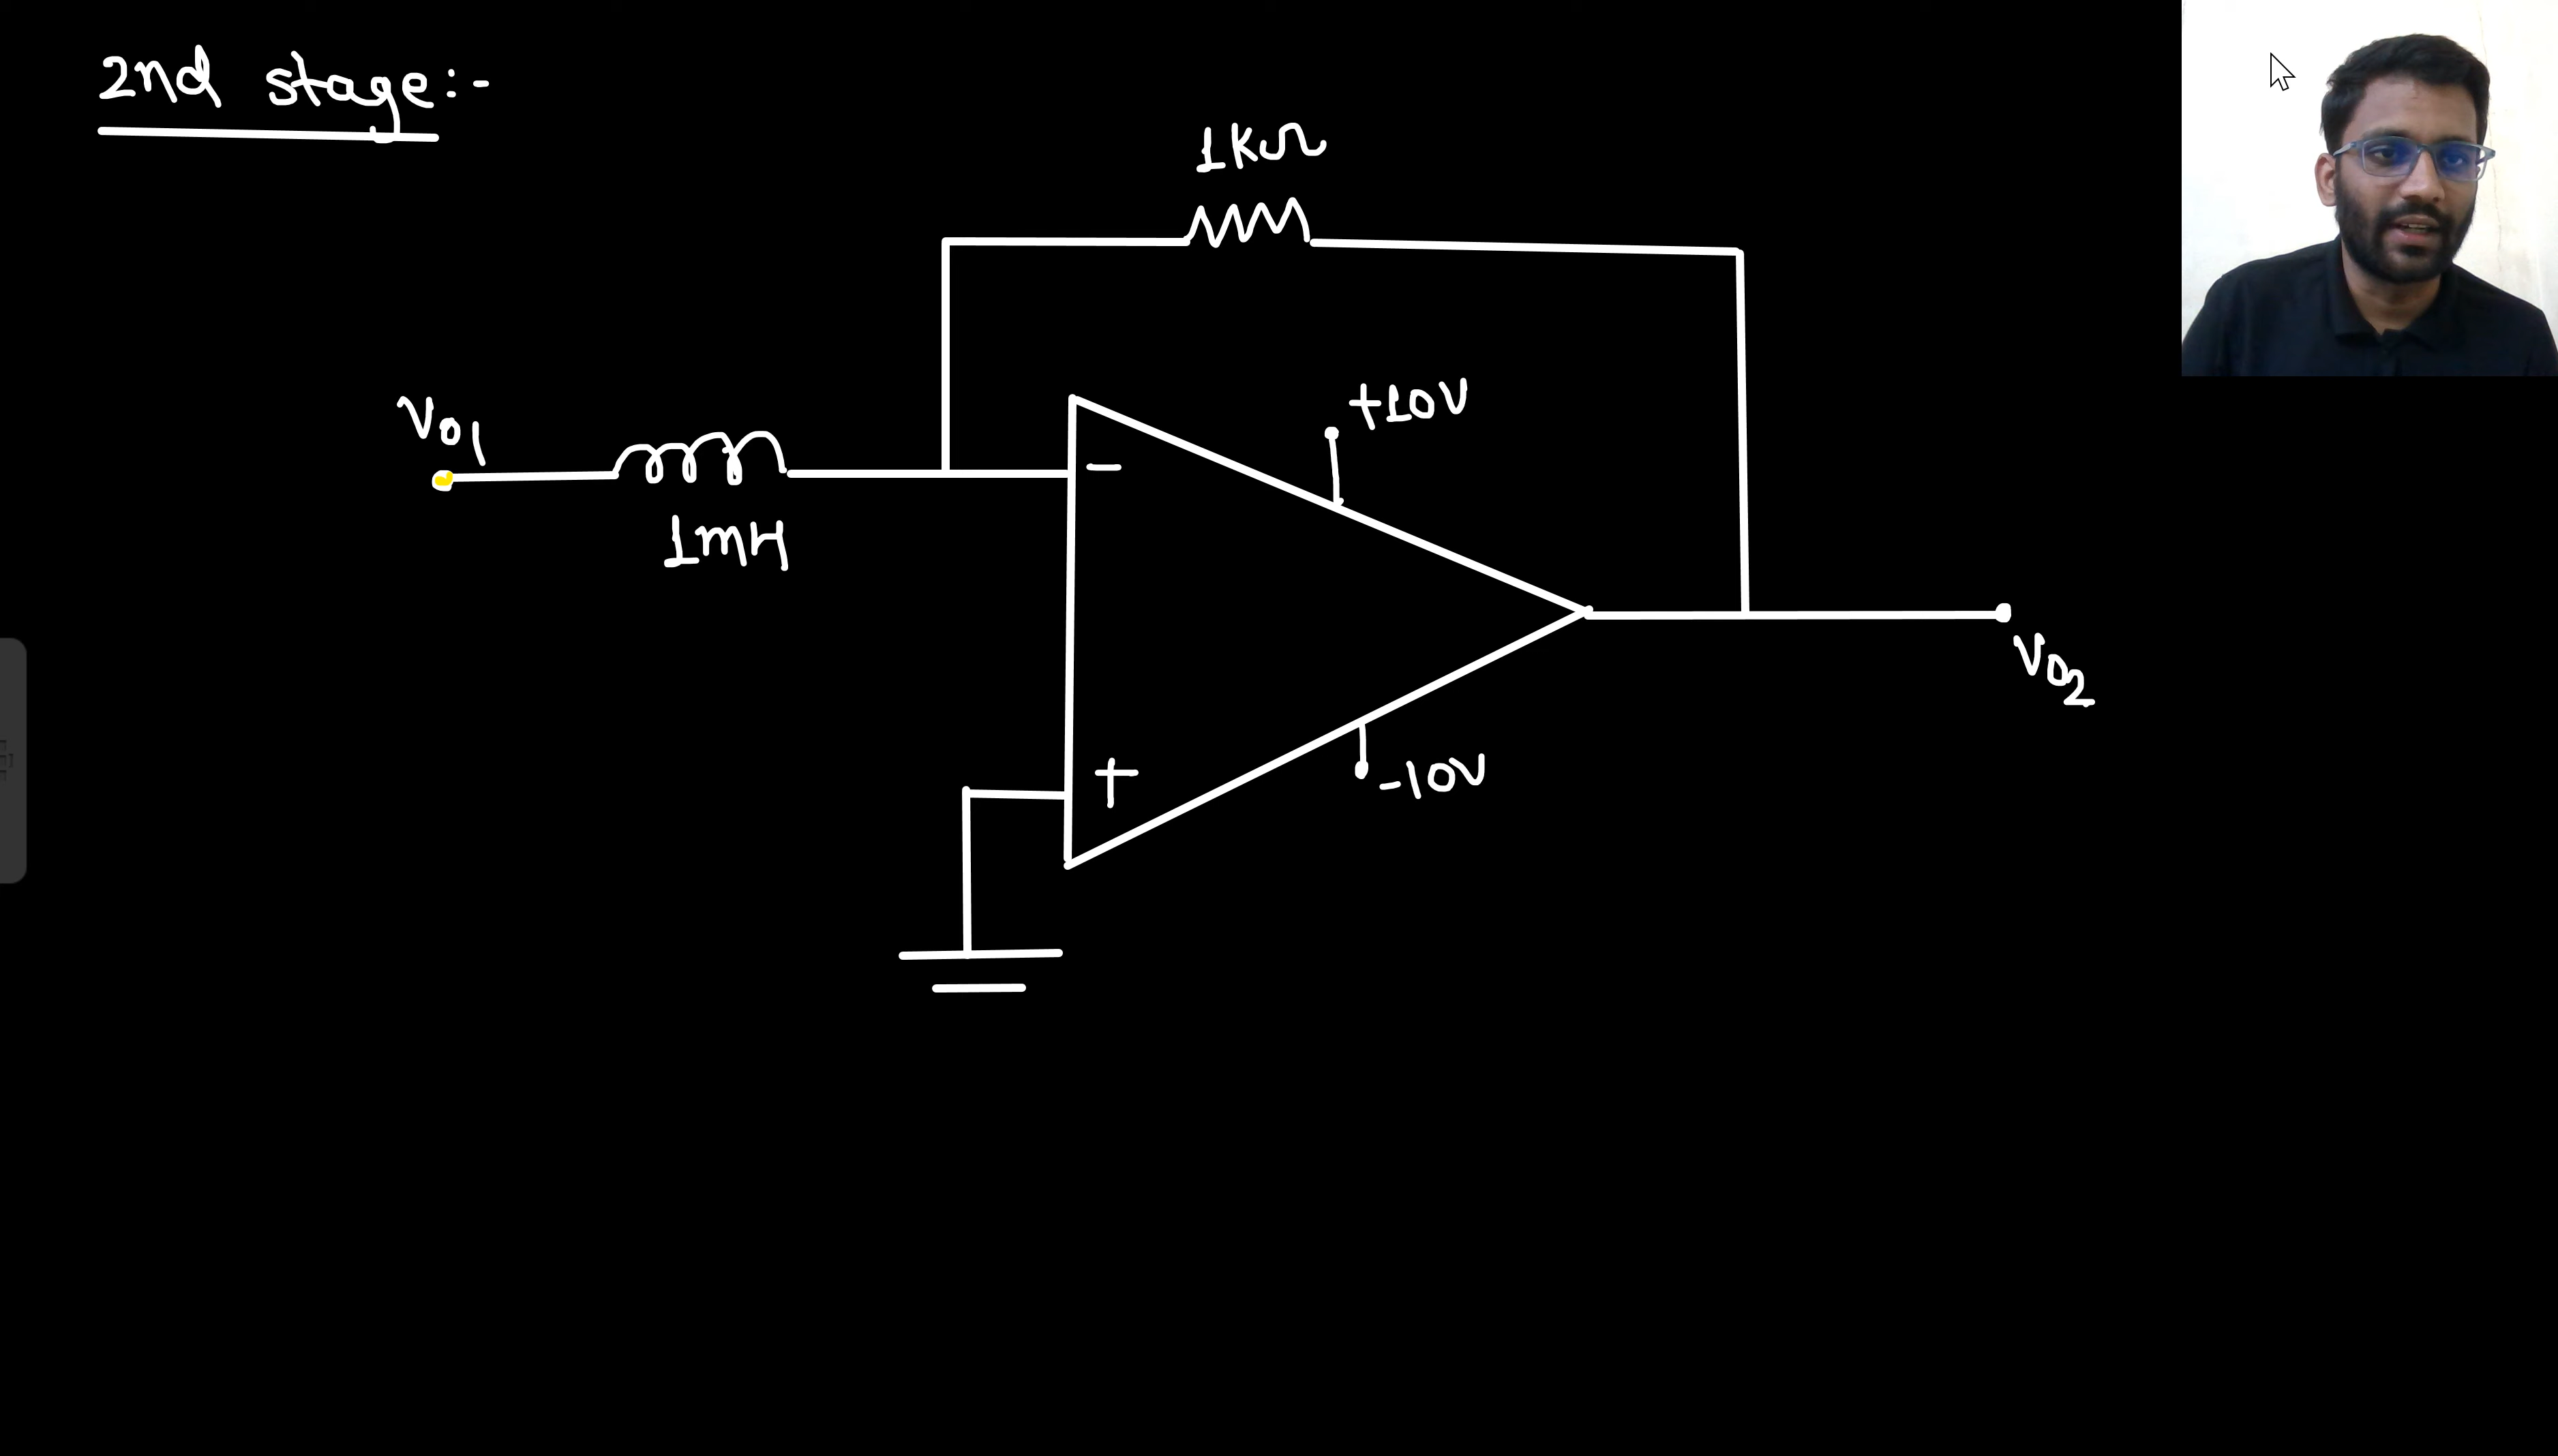 2nd stage:-
1KΩ
+10V
Vo1
-
1mH
Vo2
+
-10V